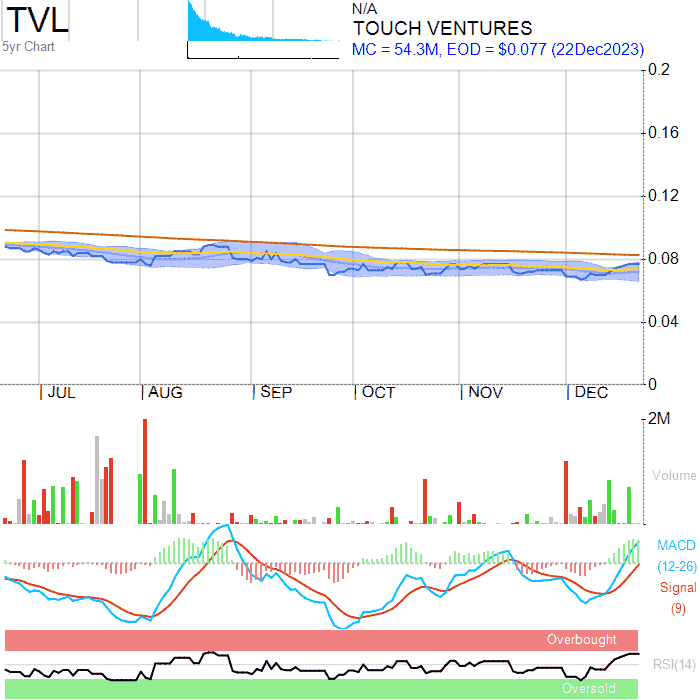 TVL
5yr Chart
N/A
TOUCH VENTURES
MC = 54.3M, EOD = $0.077 (22Dec2023)
0.2
0.16
0.12
0.08
0.04
0
JUL AUG SEP OCT NOV DEC
2M
Volume
MACD
(12-26)
Signal
(9)
Overbought
RSI(14)
Oversold